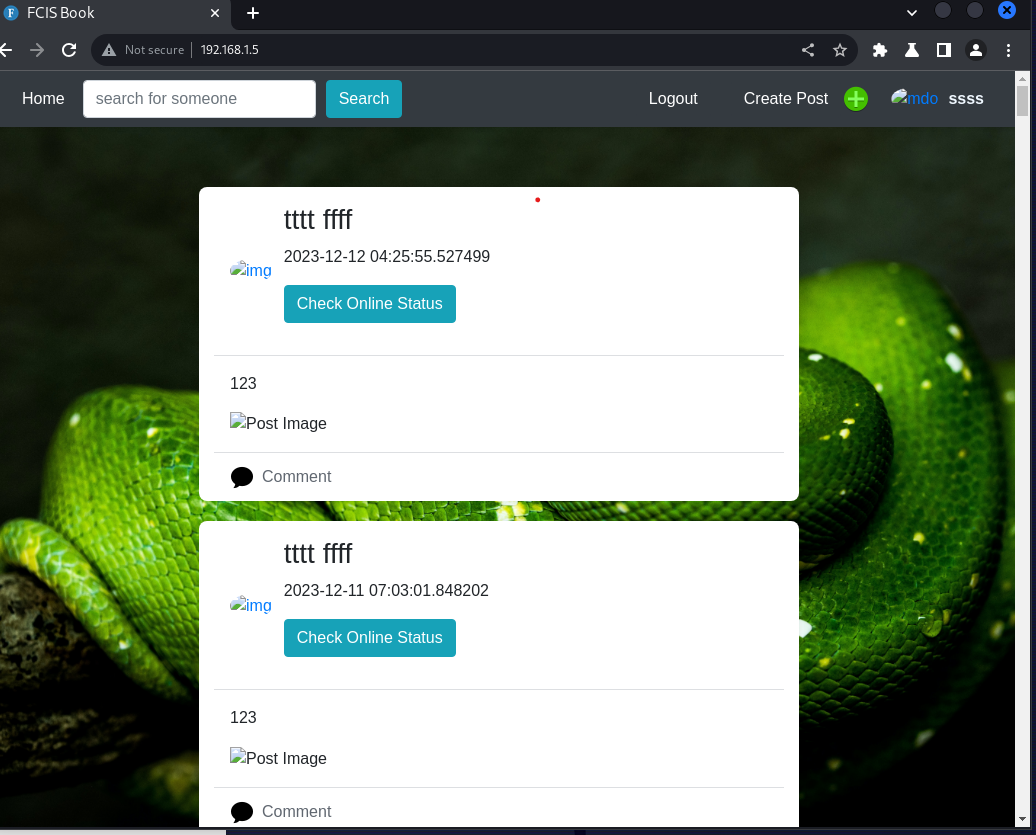 FCIS Book
Not secure 192.168.1.5
Home search for someone Search Logout Create Post mdo ssss
tttt ffff
2023-12-12 04:25:55.527499
img
Check Online Status
123
Post Image
Comment
tttt ffff
2023-12-11 07:03:01.848202
img
Check Online Status
123
Post Image
Comment